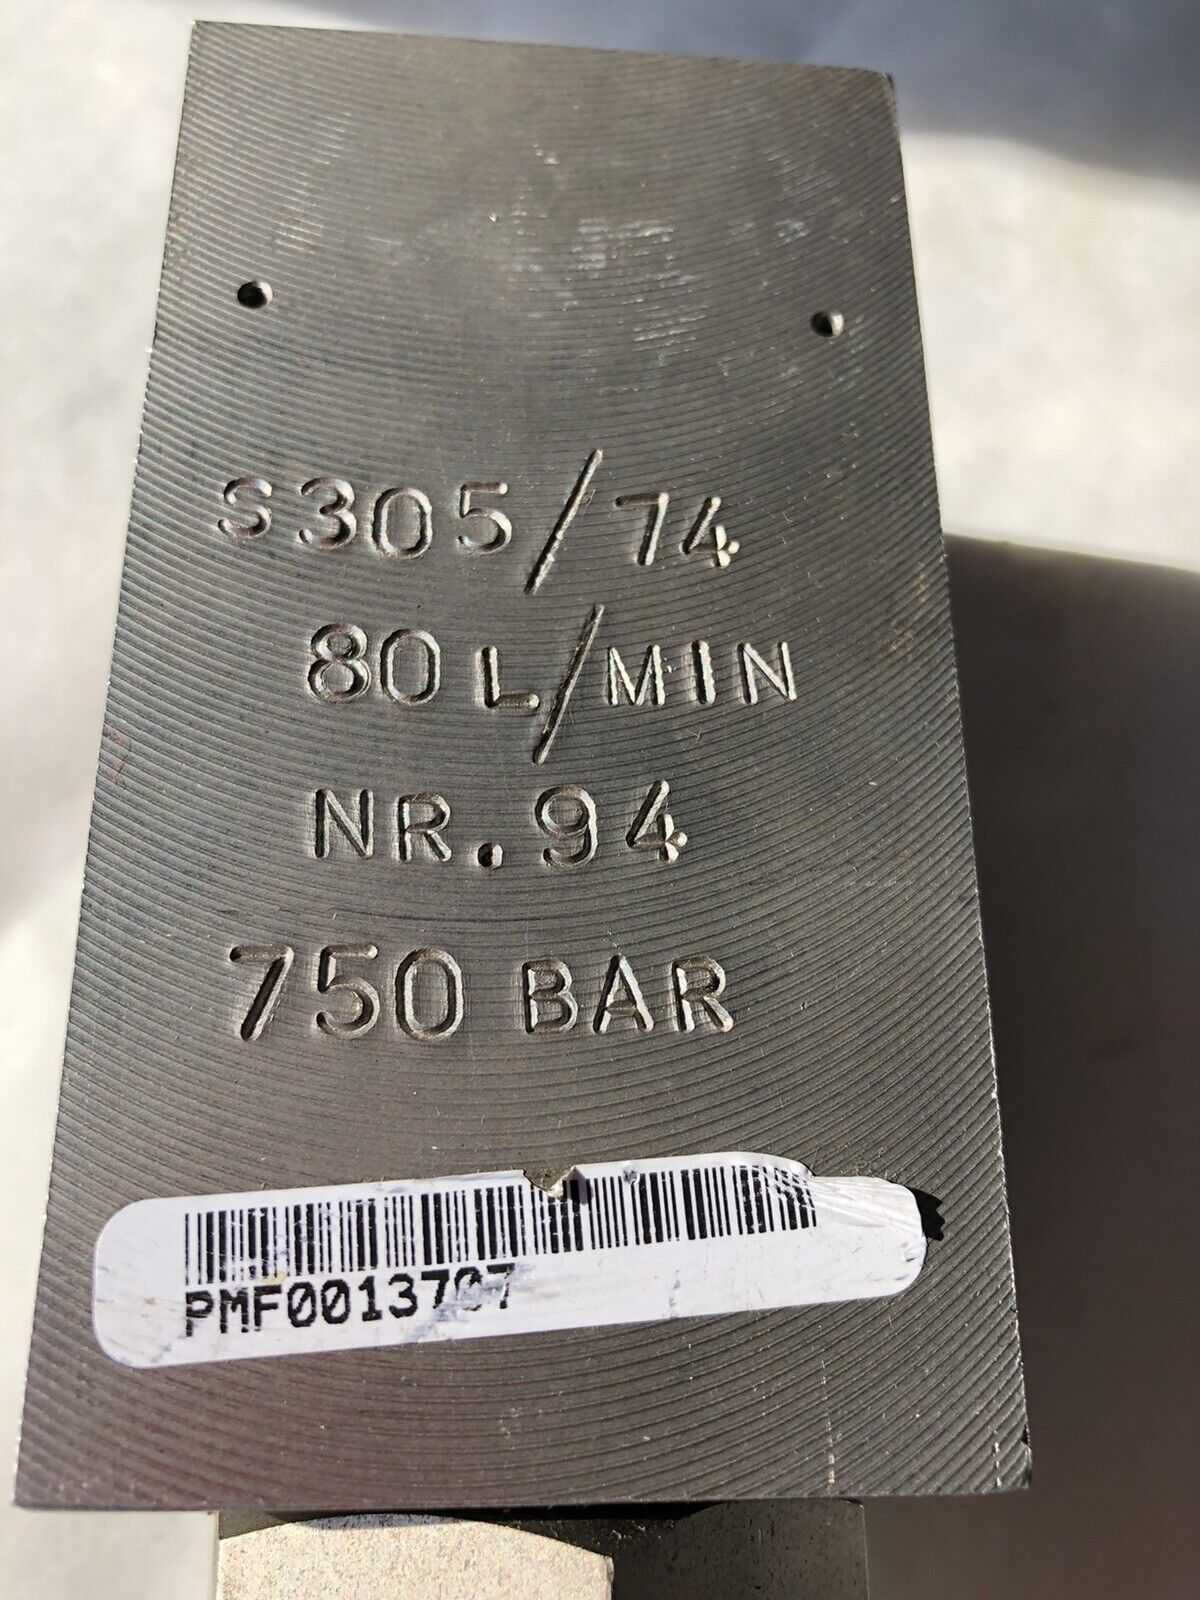 S305/74
80 L/MIN
NR. 94
750 BAR
PMF0013707